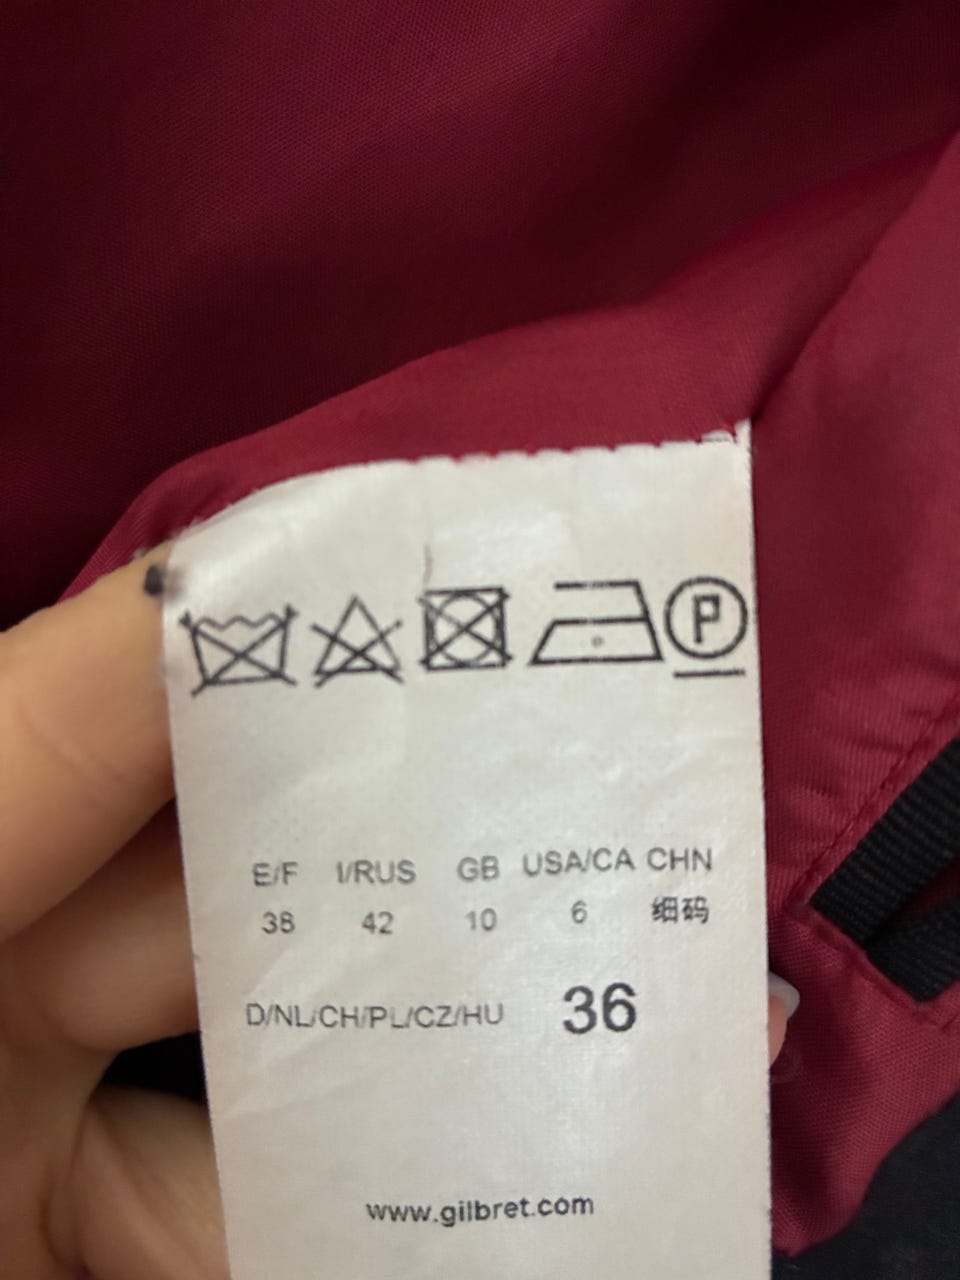 P
E/F I/RUS GB USA/CA CHN
38 42 10 6 细码
D/NL/CH/PL/CZ/HU 36
www.gilbret.com